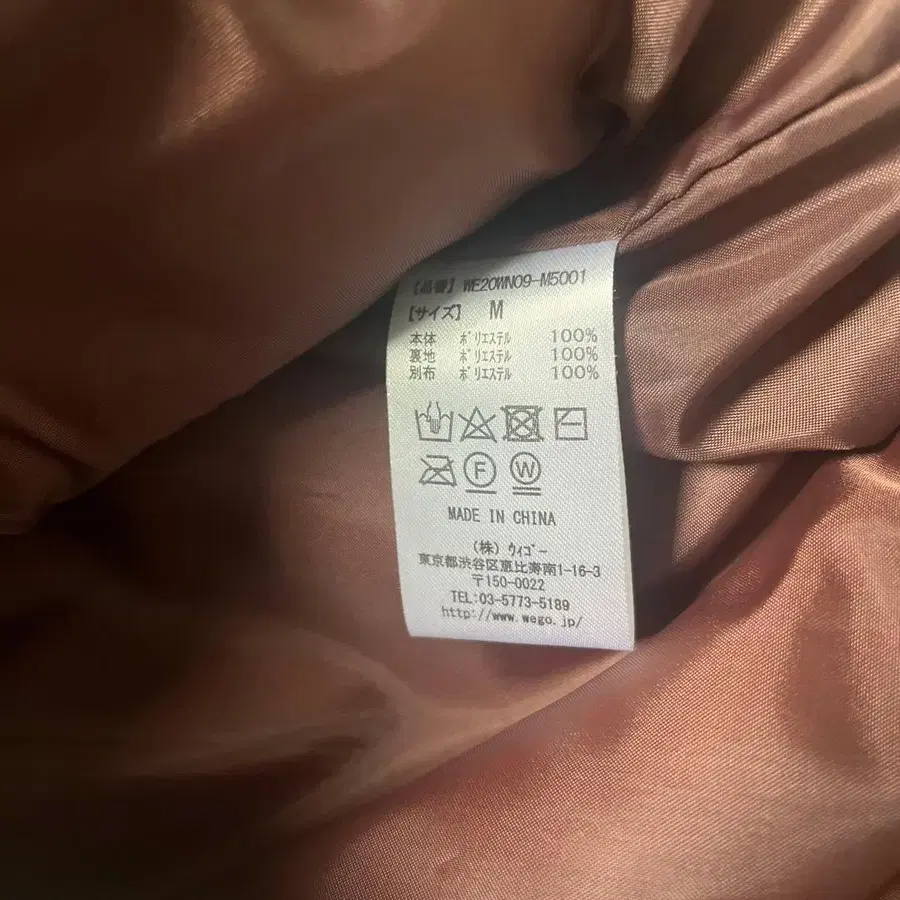 【品番】 WE20WN09-M5001
【サイズ】 M
本体 ﾎﾟﾘｴｽﾃﾙ 100%
裏地 ﾎﾟﾘｴｽﾃﾙ 100%
別布 ﾎﾟﾘｴｽﾃﾙ 100%
F W
MADE IN CHINA
(株) ｳｨｺﾞｰ
東京都渋谷区恵比寿南1-16-3
〒150-0022
TEL:03-5773-5189
http://www.wego.jp/